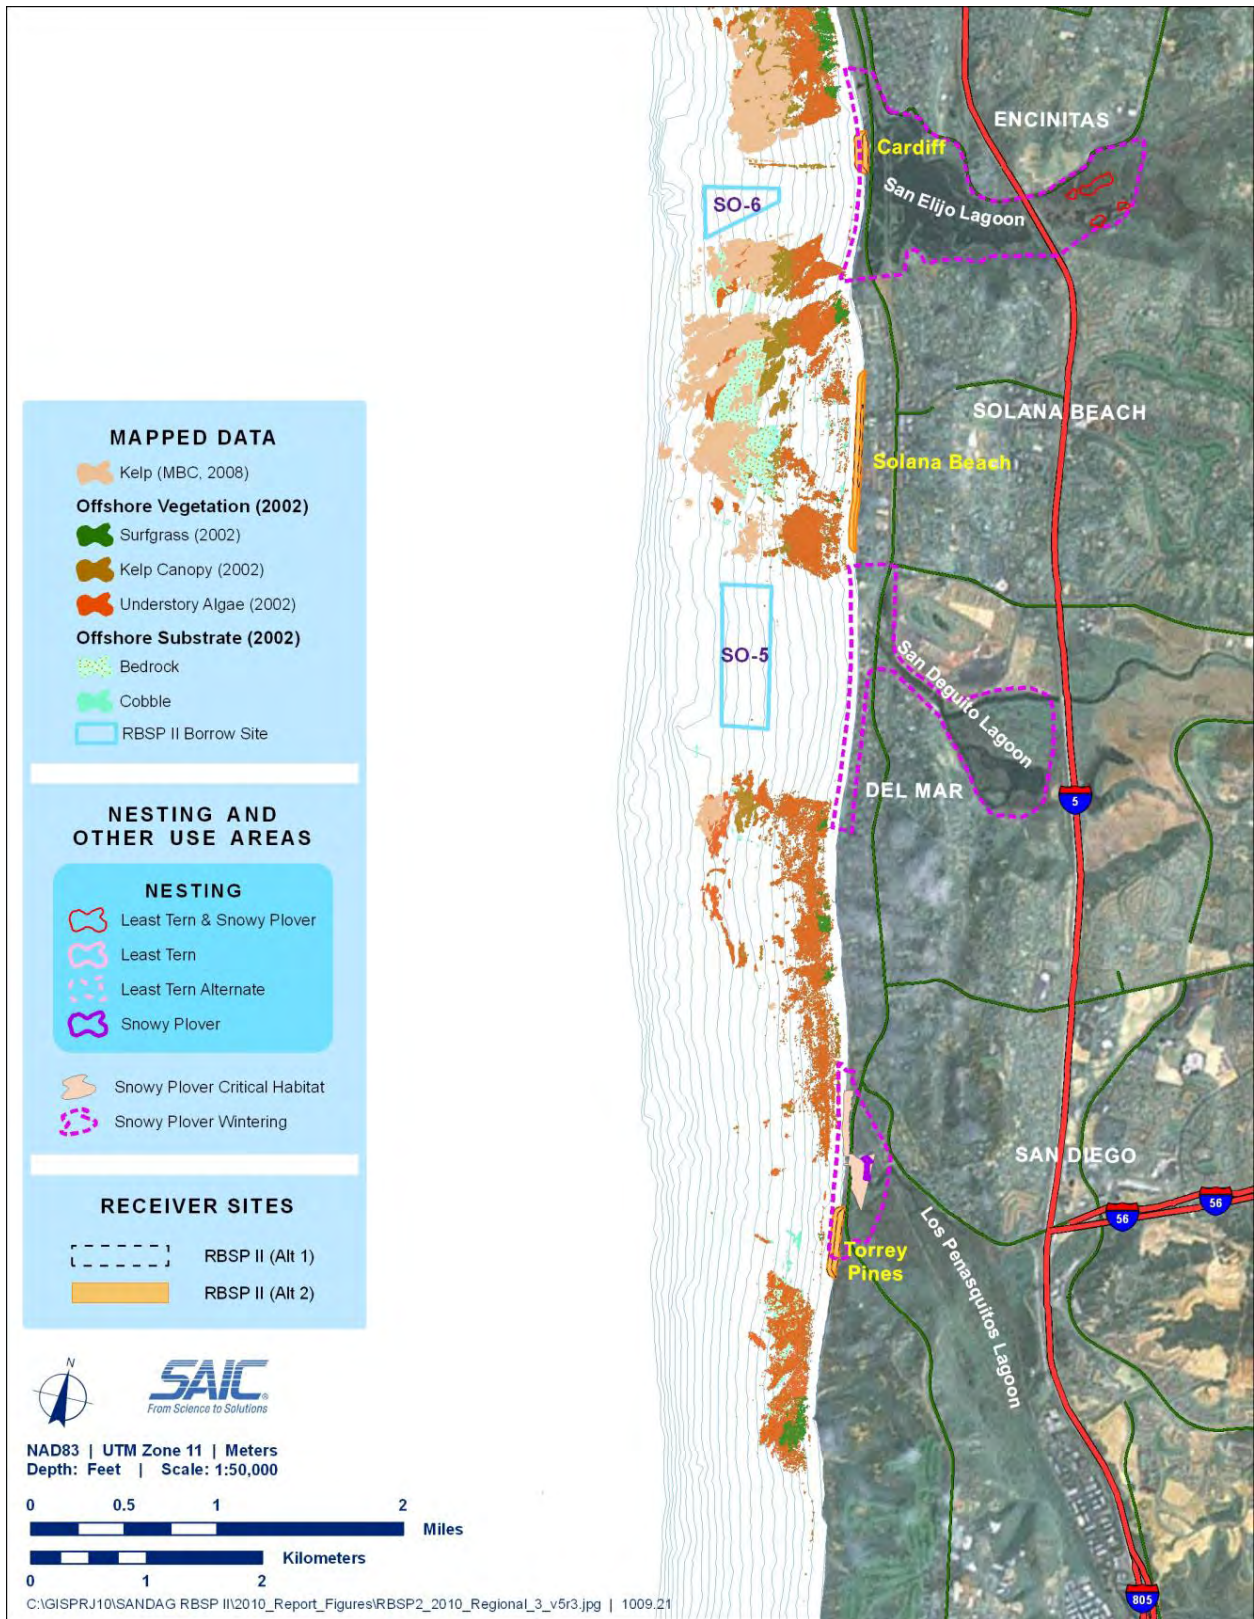 MAPPED DATA
Kelp (MBC, 2008)
Offshore Vegetation (2002)
Surfgrass (2002)
Kelp Canopy (2002)
Understory Algae (2002)
Offshore Substrate (2002)
Bedrock
Cobble
RBSP II Borrow Site
NESTING AND
OTHER USE AREAS
NESTING
Least Tern & Snowy Plover
Least Tern
Least Tern Alternate
Snowy Plover
Snowy Plover Critical Habitat
Snowy Plover Wintering
RECEIVER SITES
RBSP II (Alt 1)
RBSP II (Alt 2)
N
SAIC
From Science to Solutions
NAD83 | UTM Zone 11 | Meters
Depth: Feet | Scale: 1:50,000
0 0.5 1 2
Miles
Kilometers
0 1 2
C:\GISPRJ10\SANDAG RBSP II\2010_Report_Figures\RBSP2_2010_Regional_3_v5r3.jpg | 1009.21
ENCINITAS
Cardiff
San Elijo Lagoon
SO-6
SOLANA BEACH
Solana Beach
SO-5
San Deguito Lagoon
DEL MAR
5
SAN DIEGO
56
56
Los Penasquitos Lagoon
Torrey
Pines
805